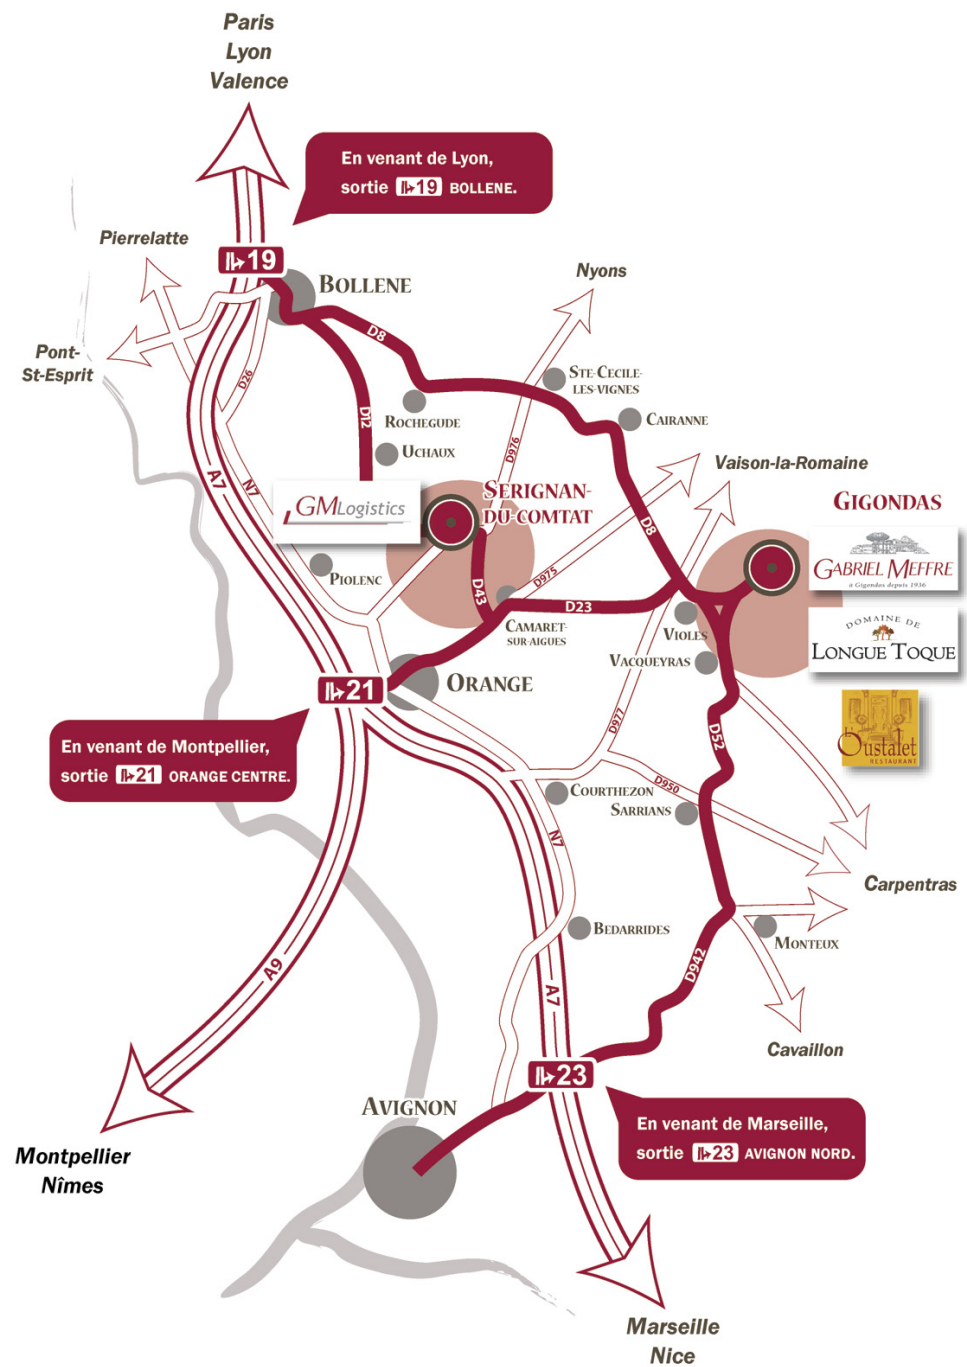 Paris
Lyon
Valence
En venant de Lyon,
sortie 19 BOLLENE.
Pierrelatte
19
BOLLENE
Nyons
D8
Pont-
St-Esprit
D26
STE-CECILE-
LES-VIGNES
D12
ROCHEGUDE
CAIRANNE
UCHAUX
D976
Vaison-la-Romaine
A7
N7
GMLogistics
SERIGNAN-
DU-COMTAT
GIGONDAS
D8
GABRIEL MEFFRE
à Gigondas depuis 1936
PIOLENC
D43
D975
D23
CAMARET-
SUR-AIGUES
VIOLES
DOMAINE DE
LONGUE TOQUE
VACQUEYRAS
21
ORANGE
D977
D52
L'Oustalet
RESTAURANT
En venant de Montpellier,
sortie 21 ORANGE CENTRE.
D950
COURTHEZON
SARRIANS
N7
Carpentras
BEDARRIDES
MONTEUX
A9
D942
A7
Cavaillon
23
AVIGNON
En venant de Marseille,
sortie 23 AVIGNON NORD.
Montpellier
Nîmes
Marseille
Nice